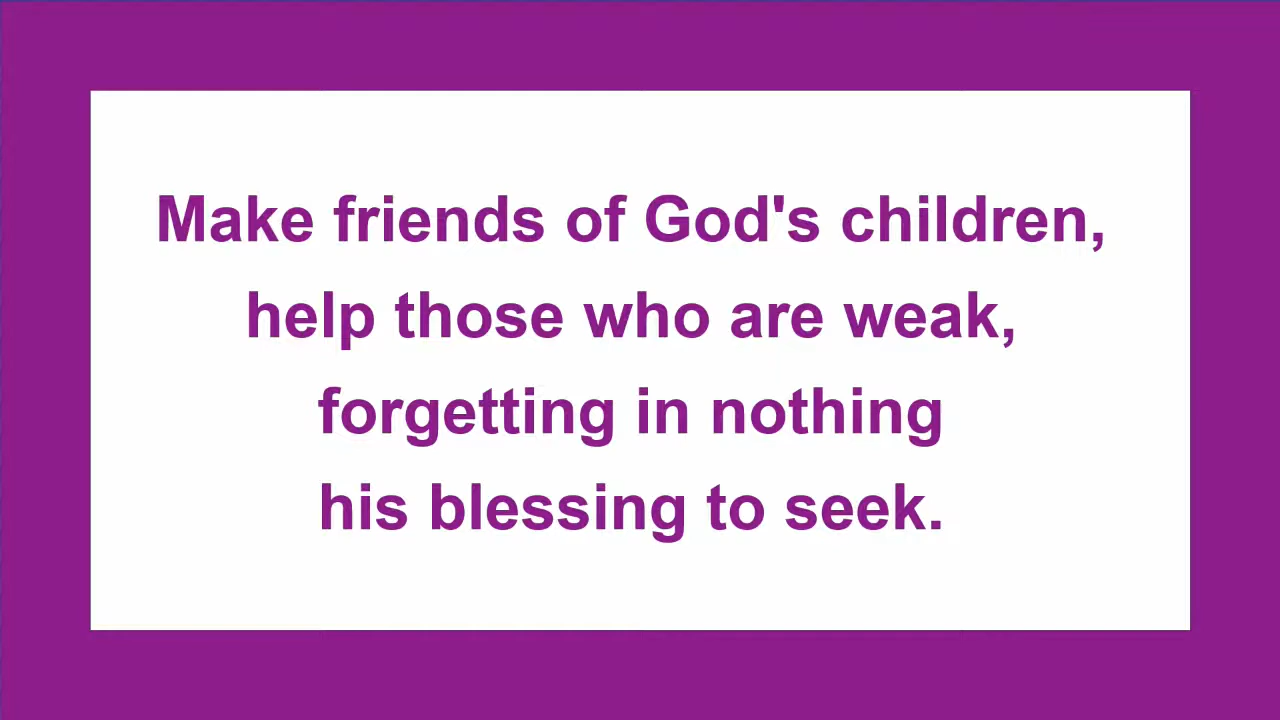 Make friends of God's children,
help those who are weak,
forgetting in nothing
his blessing to seek.